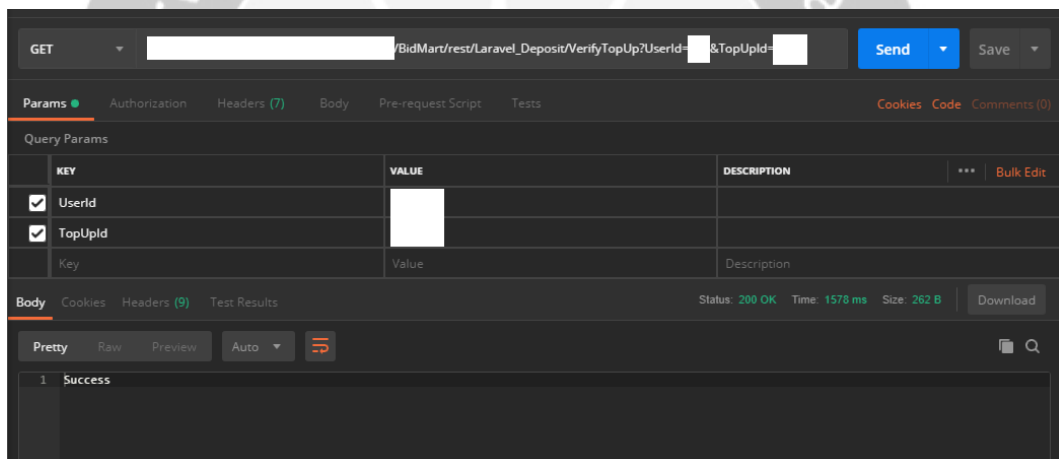 GET /BidMart/rest/Laravel_Deposit/VerifyTopUp?UserId= &TopUpId= Send Save
Params Authorization Headers (7) Body Pre-request Script Tests Cookies Code Comments (0)
Query Params
KEY VALUE DESCRIPTION ••• Bulk Edit
UserId
TopUpId
Key Value Description
Body Cookies Headers (9) Test Results Status: 200 OK Time: 1578 ms Size: 262 B Download
Pretty Raw Preview Auto
1 Success